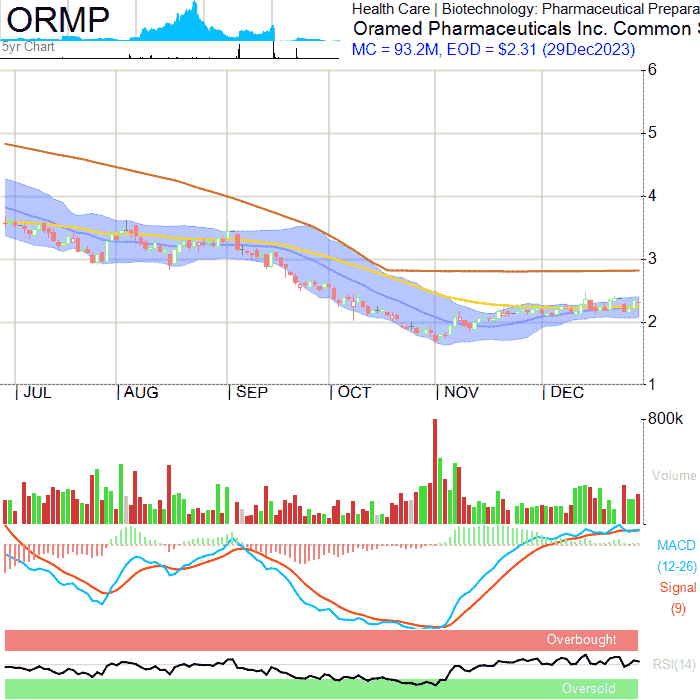 ORMP
5yr Chart
Health Care | Biotechnology: Pharmaceutical Prepara
Oramed Pharmaceuticals Inc. Common
MC = 93.2M, EOD = $2.31 (29Dec2023)
6
5
4
3
2
1
JUL AUG SEP OCT NOV DEC
800k
Volume
MACD
(12-26)
Signal
(9)
Overbought
RSI(14)
Oversold